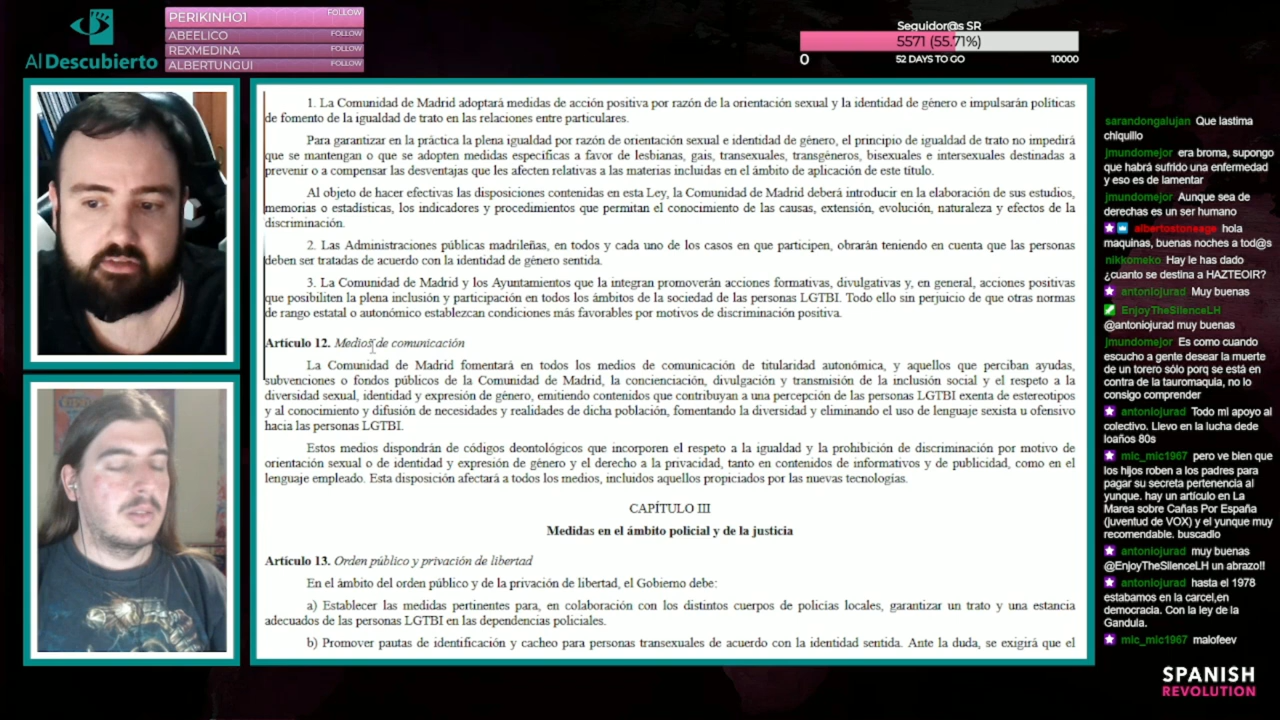 Al Descubierto
PERIKINHO1 FOLLOW
ABEELICO FOLLOW
REXMEDINA FOLLOW
ALBERTUNGUI FOLLOW
Seguidor@s SR
5571 (55.71%)
0 52 DAYS TO GO 10000
1. La Comunidad de Madrid adoptará medidas de acción positiva por razón de la orientación sexual y la identidad de género e impulsarán políticas
de fomento de la igualdad de trato en las relaciones entre particulares.
Para garantizar en la práctica la plena igualdad por razón de orientación sexual e identidad de género, el principio de igualdad de trato no impedirá
que se mantengan o que se adopten medidas específicas a favor de lesbianas, gais, transexuales, transgéneros, bisexuales e intersexuales destinadas a
prevenir o a compensar las desventajas que les afecten relativas a las materias incluidas en el ámbito de aplicación de este título.
Al objeto de hacer efectivas las disposiciones contenidas en esta Ley, la Comunidad de Madrid deberá introducir en la elaboración de sus estudios,
memorias o estadísticas, los indicadores y procedimientos que permitan el conocimiento de las causas, extensión, evolución, naturaleza y efectos de la
discriminación.
2. Las Administraciones públicas madrileñas, en todos y cada uno de los casos en que participen, obrarán teniendo en cuenta que las personas
deben ser tratadas de acuerdo con la identidad de género sentida.
3. La Comunidad de Madrid y los Ayuntamientos que la integran promoverán acciones formativas, divulgativas y, en general, acciones positivas
que posibiliten la plena inclusión y participación en todos los ámbitos de la sociedad de las personas LGTBI. Todo ello sin perjuicio de que otras normas
de rango estatal o autonómico establezcan condiciones más favorables por motivos de discriminación positiva.
Artículo 12. Medios de comunicación
La Comunidad de Madrid fomentará en todos los medios de comunicación de titularidad autonómica, y aquellos que perciban ayudas,
subvenciones o fondos públicos de la Comunidad de Madrid, la concienciación, divulgación y transmisión de la inclusión social y el respeto a la
diversidad sexual, identidad y expresión de género, emitiendo contenidos que contribuyan a una percepción de las personas LGTBI exenta de estereotipos
y al conocimiento y difusión de necesidades y realidades de dicha población, fomentando la diversidad y eliminando el uso de lenguaje sexista u ofensivo
hacia las personas LGTBI.
Estos medios dispondrán de códigos deontológicos que incorporen el respeto a la igualdad y la prohibición de discriminación por motivo de
orientación sexual o de identidad y expresión de género y el derecho a la privacidad, tanto en contenidos de informativos y de publicidad, como en el
lenguaje empleado. Esta disposición afectará a todos los medios, incluidos aquellos propiciados por las nuevas tecnologías.
CAPÍTULO III
Medidas en el ámbito policial y de la justicia
Artículo 13. Orden público y privación de libertad
En el ámbito del orden público y de la privación de libertad, el Gobierno debe:
a) Establecer las medidas pertinentes para, en colaboración con los distintos cuerpos de policías locales, garantizar un trato y una estancia
adecuados de las personas LGTBI en las dependencias policiales.
b) Promover pautas de identificación y cacheo para personas transexuales de acuerdo con la identidad sentida. Ante la duda, se exigirá que el
sarandongalujan Que lastima
chiquillo
jmundomejor era broma, supongo
que habrá sufrido una enfermedad
y eso es de lamentar
jmundomejor Aunque sea de
derechas es un ser humano
albertostoneage hola
maquinas, buenas noches a tod@s
nikkomeko Hay le has dado
¿cuanto se destina a HAZTEOIR?
antoniojurad Muy buenas
EnjoyTheSilenceLH
@antoniojurad muy buenas
jmundomejor Es como cuando
escucho a gente desear la muerte
de un torero sólo porq se está en
contra de la tauromaquia, no lo
consigo comprender
antoniojurad Todo mi apoyo al
colectivo. Llevo en la lucha dede
loaños 80s
mic_mic1967 pero ve bien que
los hijos roben a los padres para
pagar su secreta pertenencia al
yunque. hay un artículo en La
Marea sobre Cañas Por España
(juventud de VOX) y el yunque muy
recomendable. buscadlo
antoniojurad muy buenas
@EnjoyTheSilenceLH un abrazo!!
antoniojurad hasta el 1978
estabamos en la carcel,en
democracia. Con la ley de la
Gandula.
mic_mic1967 malofeev
SPANISH
REVOLUTION